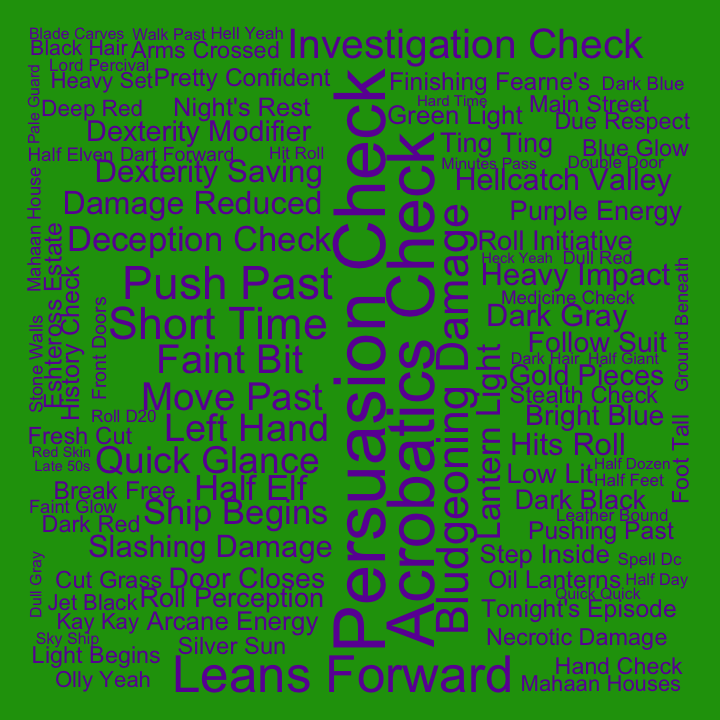 Blade Carves
Walk Past
Hell Yeah
Black Hair
Arms Crossed
Investigation Check
Lord Percival
Heavy Set
Pretty Confident
Finishing Fearne's
Dark Blue
Pale Guard
Deep Red
Night's Rest
Hard Time
Green Light
Main Street
Due Respect
Dexterity Modifier
Ting Ting
Blue Glow
Half Elven
Dart Forward
Hit Roll
Minutes Pass
Double Door
Dexterity Saving
Hellcatch Valley
Mahaan House
Damage Reduced
Purple Energy
Deception Check
Persuasion Check
Acrobatics Check
Bludgeoning Damage
Roll Initiative
Heck Yeah
Dull Red
Eshteross Estate
History Check
Push Past
Heavy Impact
Ground Beneath
Medicine Check
Short Time
Dark Gray
Stone Walls
Front Doors
Faint Bit
Lantern Light
Follow Suit
Dark Hair
Half Giant
Gold Pieces
Move Past
Stealth Check
Roll D20
Left Hand
Bright Blue
Foot Tall
Fresh Cut
Hits Roll
Red Skin
Late 50s
Quick Glance
Low Lit
Half Dozen
Half Feet
Break Free
Half Elf
Dark Black
Faint Glow
Ship Begins
Leather Bound
Dark Red
Pushing Past
Slashing Damage
Step Inside
Spell Dc
Dull Gray
Cut Grass
Door Closes
Oil Lanterns
Half Day
Jet Black
Roll Perception
Quick Quick
Tonight's Episode
Kay Kay
Arcane Energy
Sky Ship
Silver Sun
Necrotic Damage
Light Begins
Leans Forward
Hand Check
Olly Yeah
Mahaan Houses